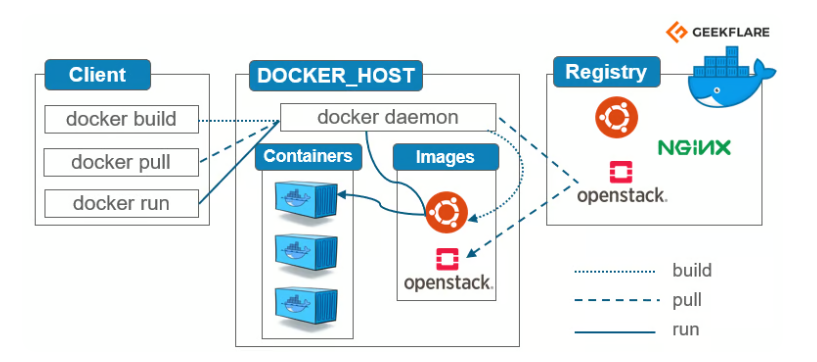 GEEKFLARE
Client
DOCKER_HOST
Registry
docker build
docker pull
docker run
docker daemon
Containers
Images
openstack.
NGINX
openstack.
build
pull
run